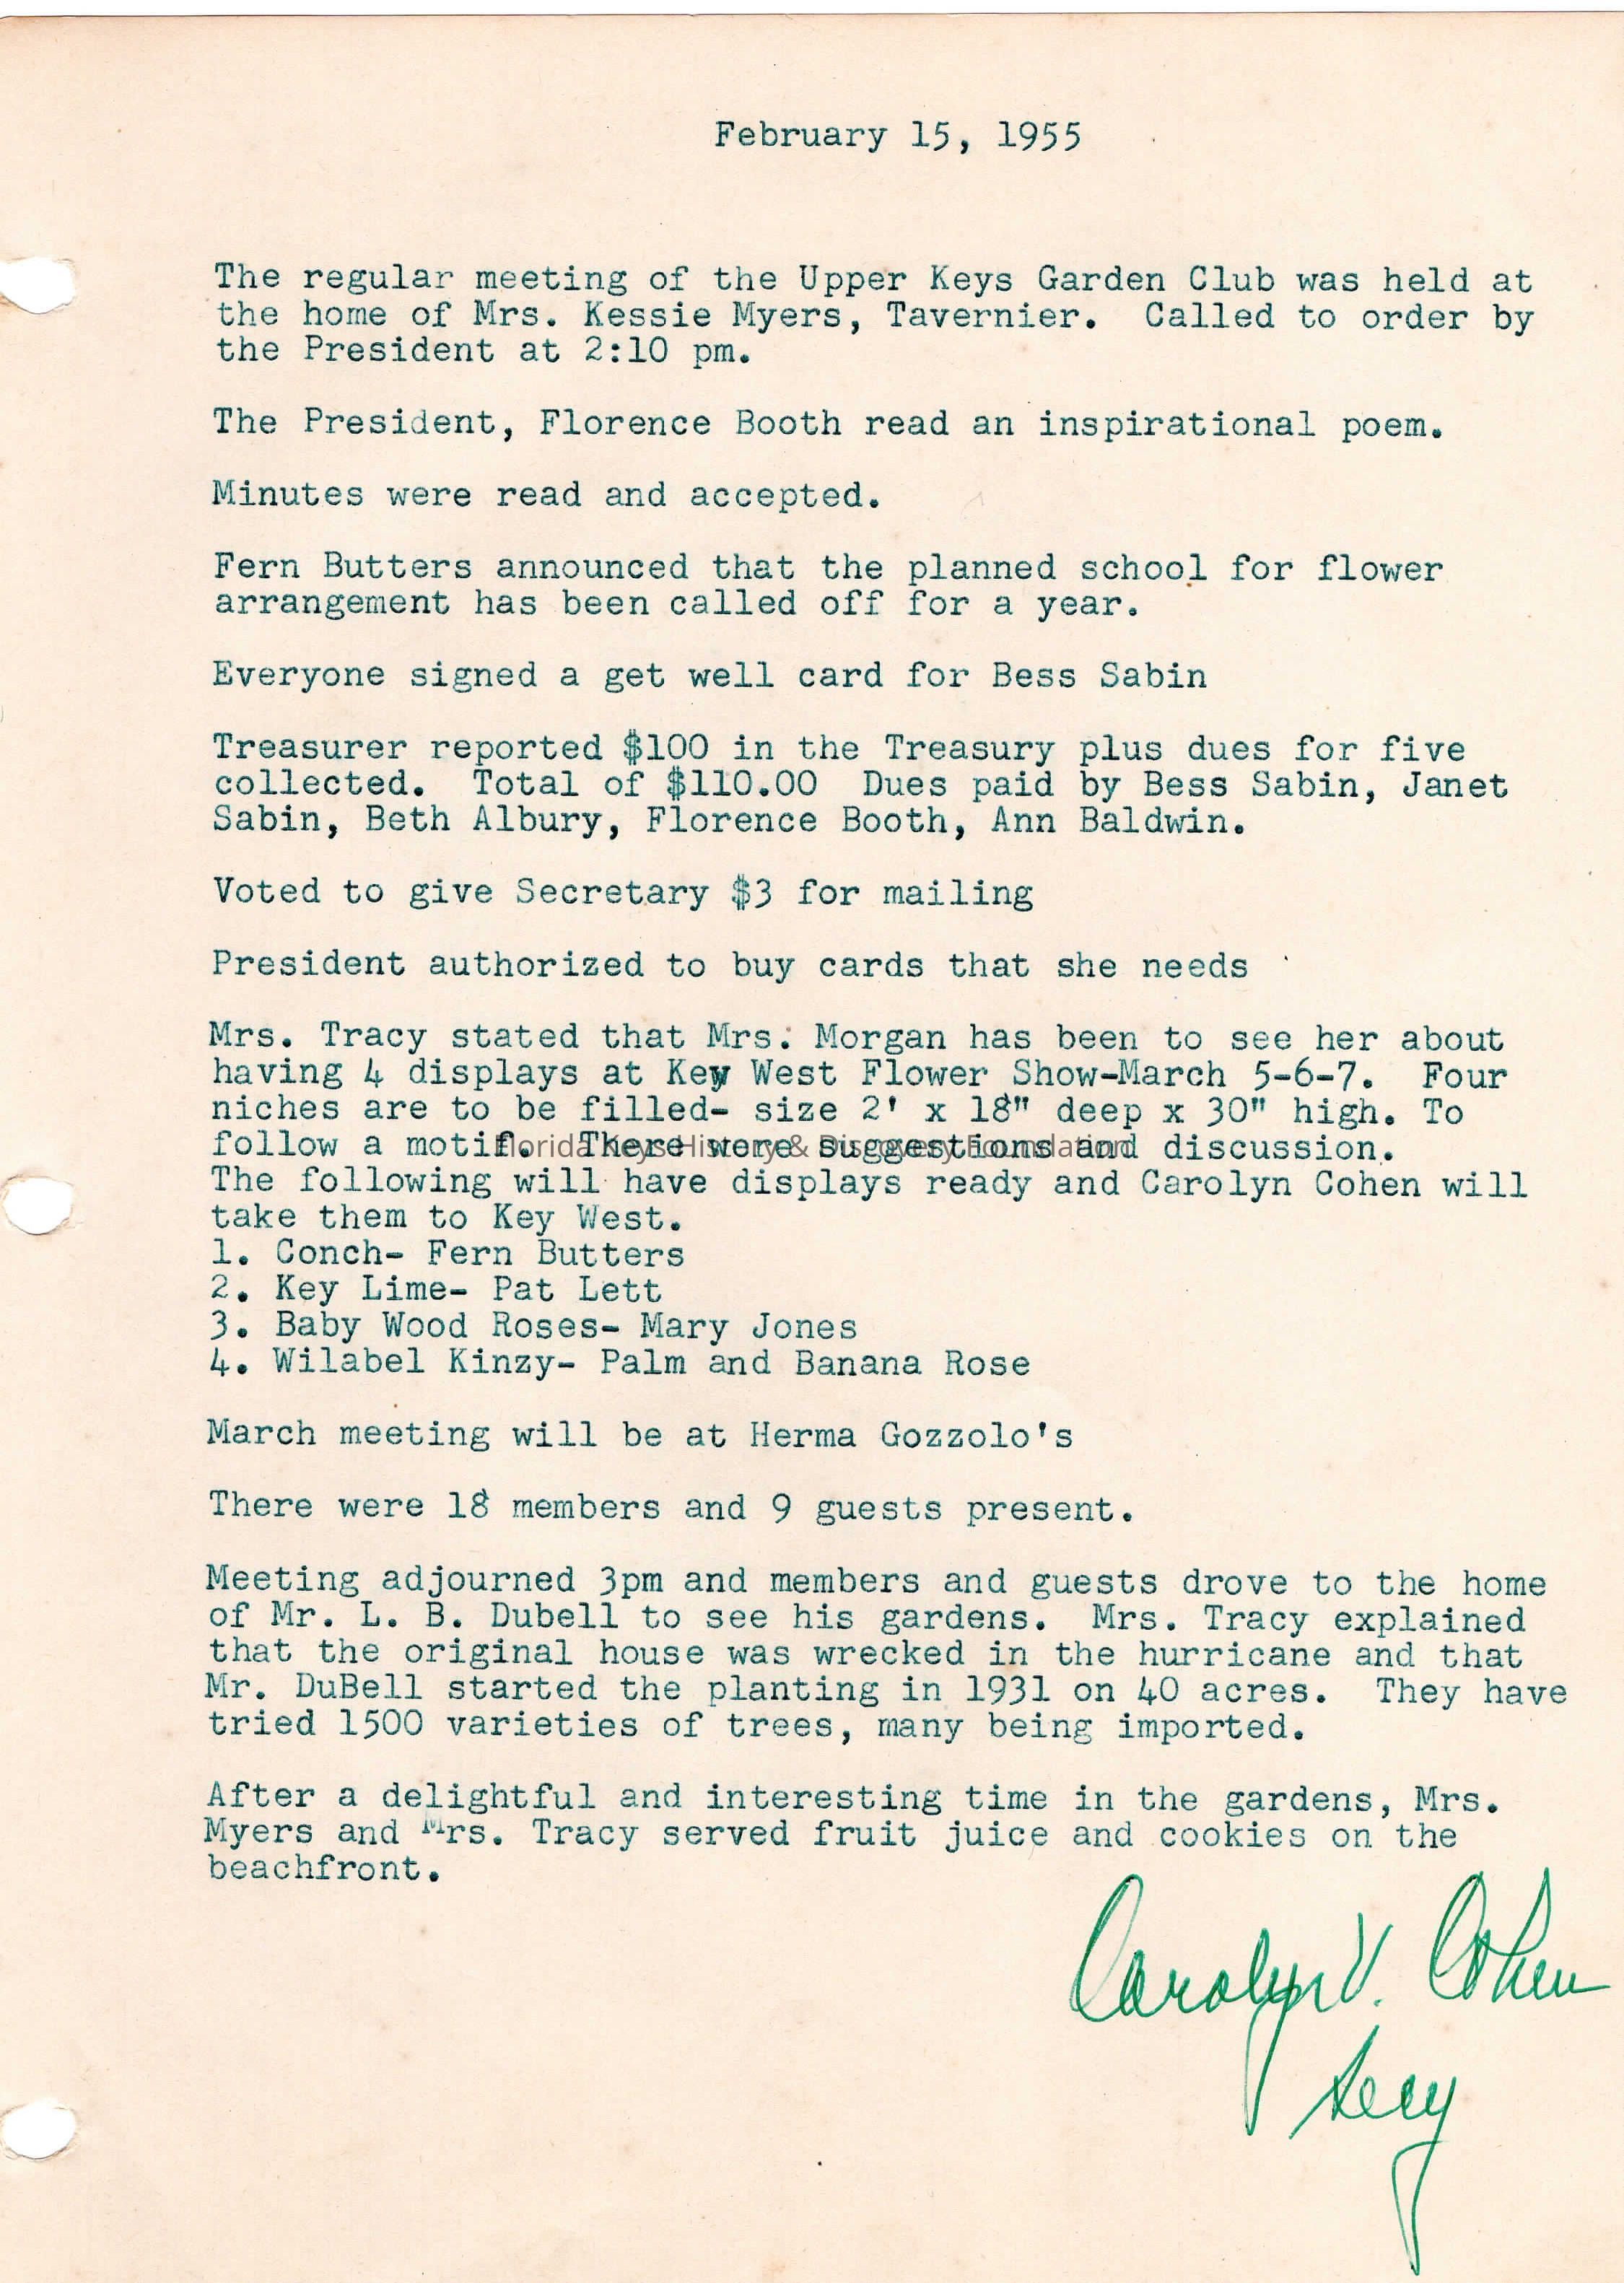 February 15, 1955
The regular meeting of the Upper Keys Garden Club was held at
the home of Mrs. Kessie Myers, Tavernier. Called to order by
the President at 2:10 pm.
The President, Florence Booth read an inspirational poem.
Minutes were read and accepted.
Fern Butters announced that the planned school for flower
arrangement has been called off for a year.
Everyone signed a get well card for Bess Sabin
Treasurer reported $100 in the Treasury plus dues for five
collected. Total of $110.00 Dues paid by Bess Sabin, Janet
Sabin, Beth Albury, Florence Booth, Ann Baldwin.
Voted to give Secretary $3 for mailing
President authorized to buy cards that she needs
Mrs. Tracy stated that Mrs. Morgan has been to see her about
having 4 displays at Key West Flower Show-March 5-6-7. Four
niches are to be filled- size 2' x 18" deep x 30" high. To
follow a motif. There were suggestions and discussion.
Florida Keys History & Discovery Foundation
The following will have displays ready and Carolyn Cohen will
take them to Key West.
1. Conch- Fern Butters
2. Key Lime- Pat Lett
3. Baby Wood Roses- Mary Jones
4. Wilabel Kinzy- Palm and Banana Rose
March meeting will be at Herma Gozzolo's
There were 18 members and 9 guests present.
Meeting adjourned 3pm and members and guests drove to the home
of Mr. L. B. Dubell to see his gardens. Mrs. Tracy explained
that the original house was wrecked in the hurricane and that
Mr. DuBell started the planting in 1931 on 40 acres. They have
tried 1500 varieties of trees, many being imported.
After a delightful and interesting time in the gardens, Mrs.
Myers and Mrs. Tracy served fruit juice and cookies on the
beachfront.
Carolyn V. Cohen
Secy